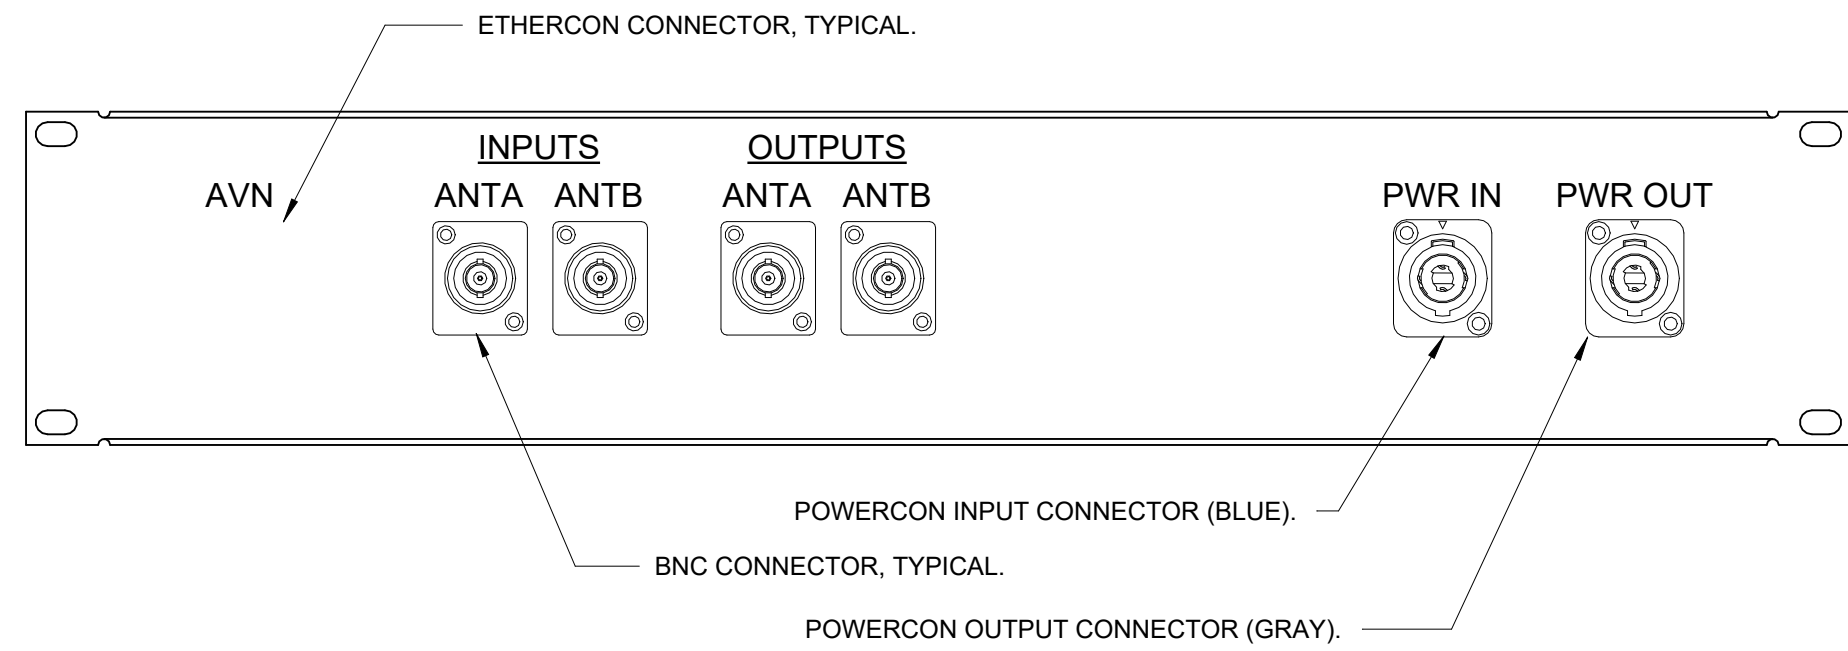 ETHERCON CONNECTOR, TYPICAL.
INPUTS OUTPUTS
AVN ANTA ANTB ANTA ANTB PWR IN PWR OUT
POWERCON INPUT CONNECTOR (BLUE).
BNC CONNECTOR, TYPICAL.
POWERCON OUTPUT CONNECTOR (GRAY).